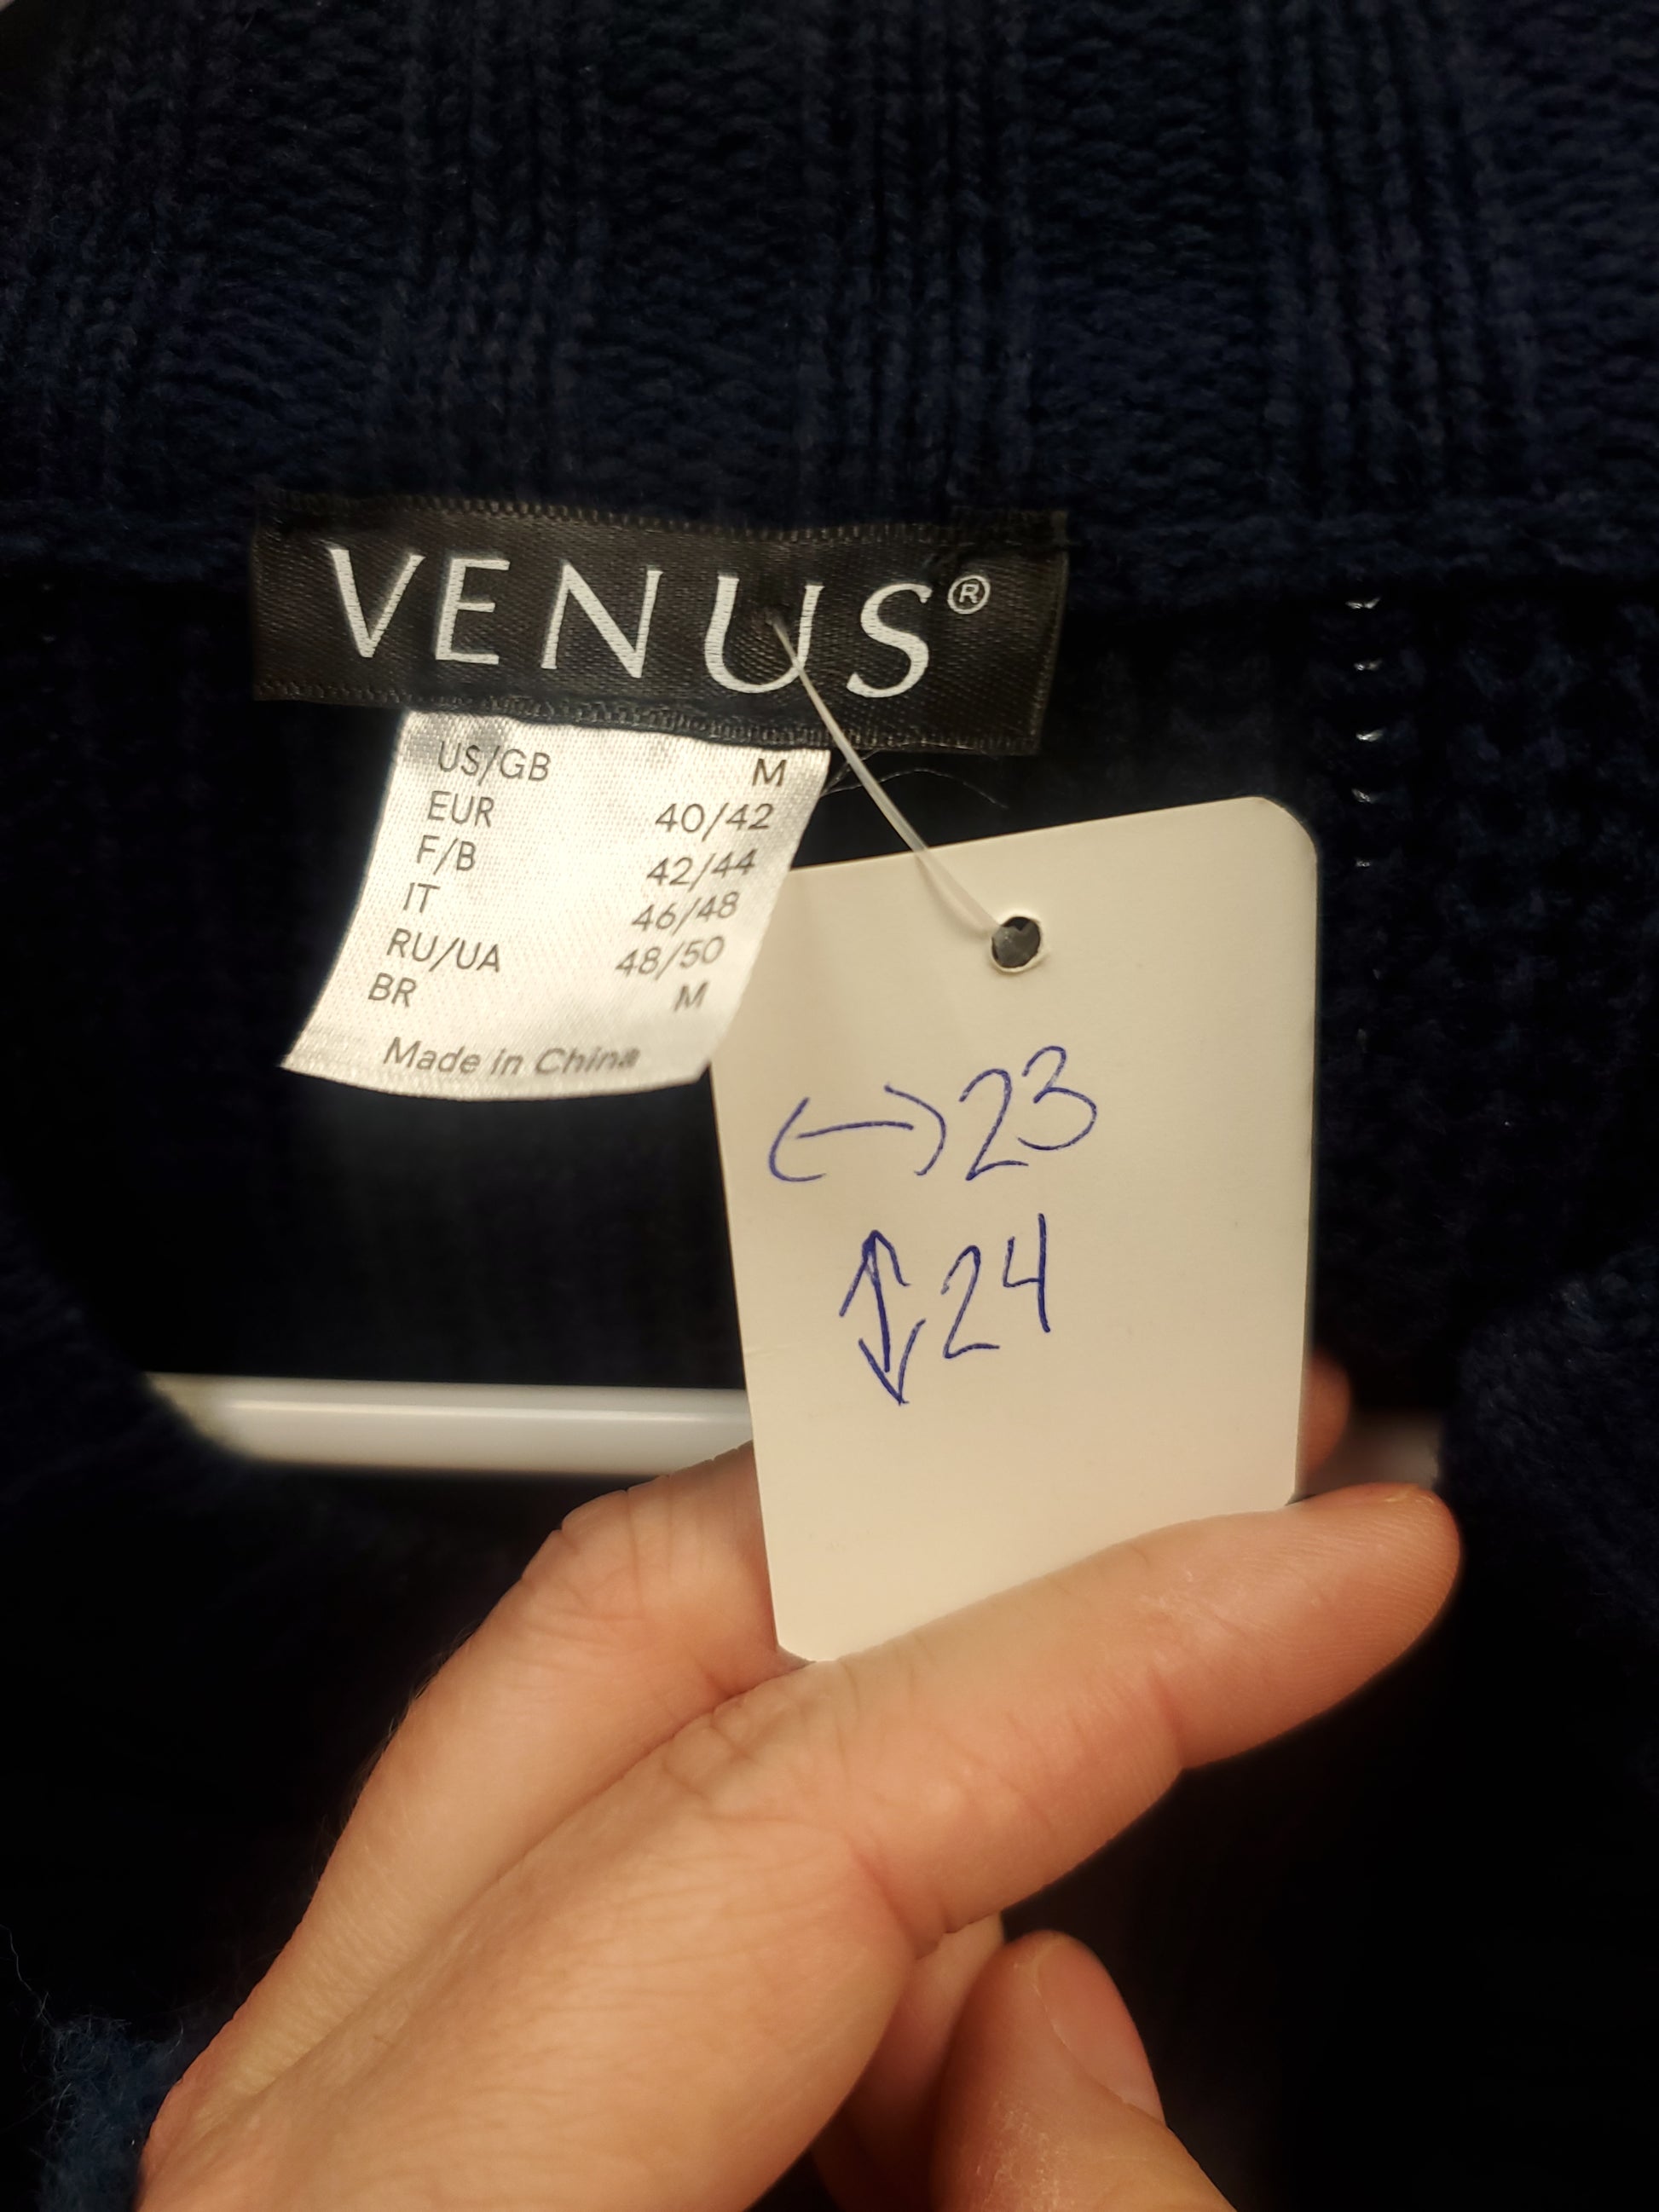 VENUS®
US/GB M
EUR 40/42
F/B 42/44
IT 46/48
RU/UA 48/50
BR M
Made in China
↔ 23
↕ 24